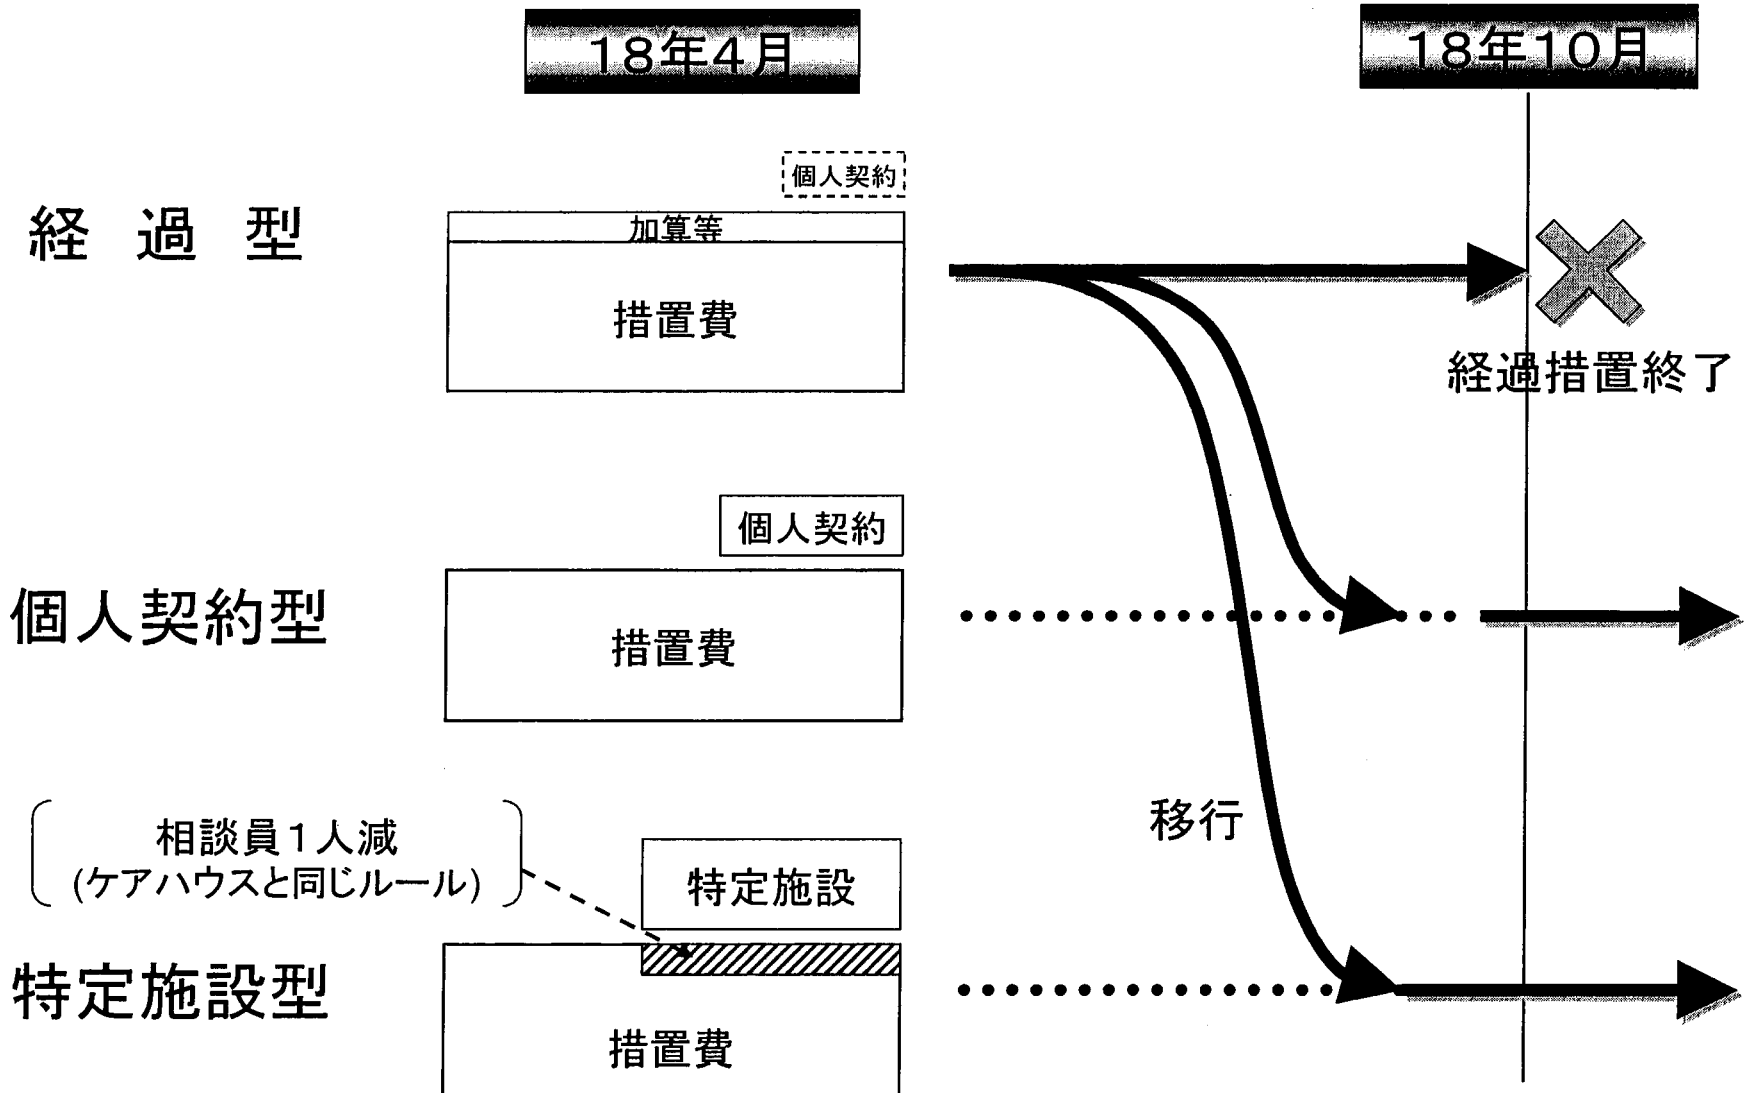 18年4月
18年10月
経過型
個人契約
加算等
措置費
経過措置終了
個人契約型
個人契約
措置費
移行
相談員1人減
(ケアハウスと同じルール)
特定施設
特定施設型
措置費